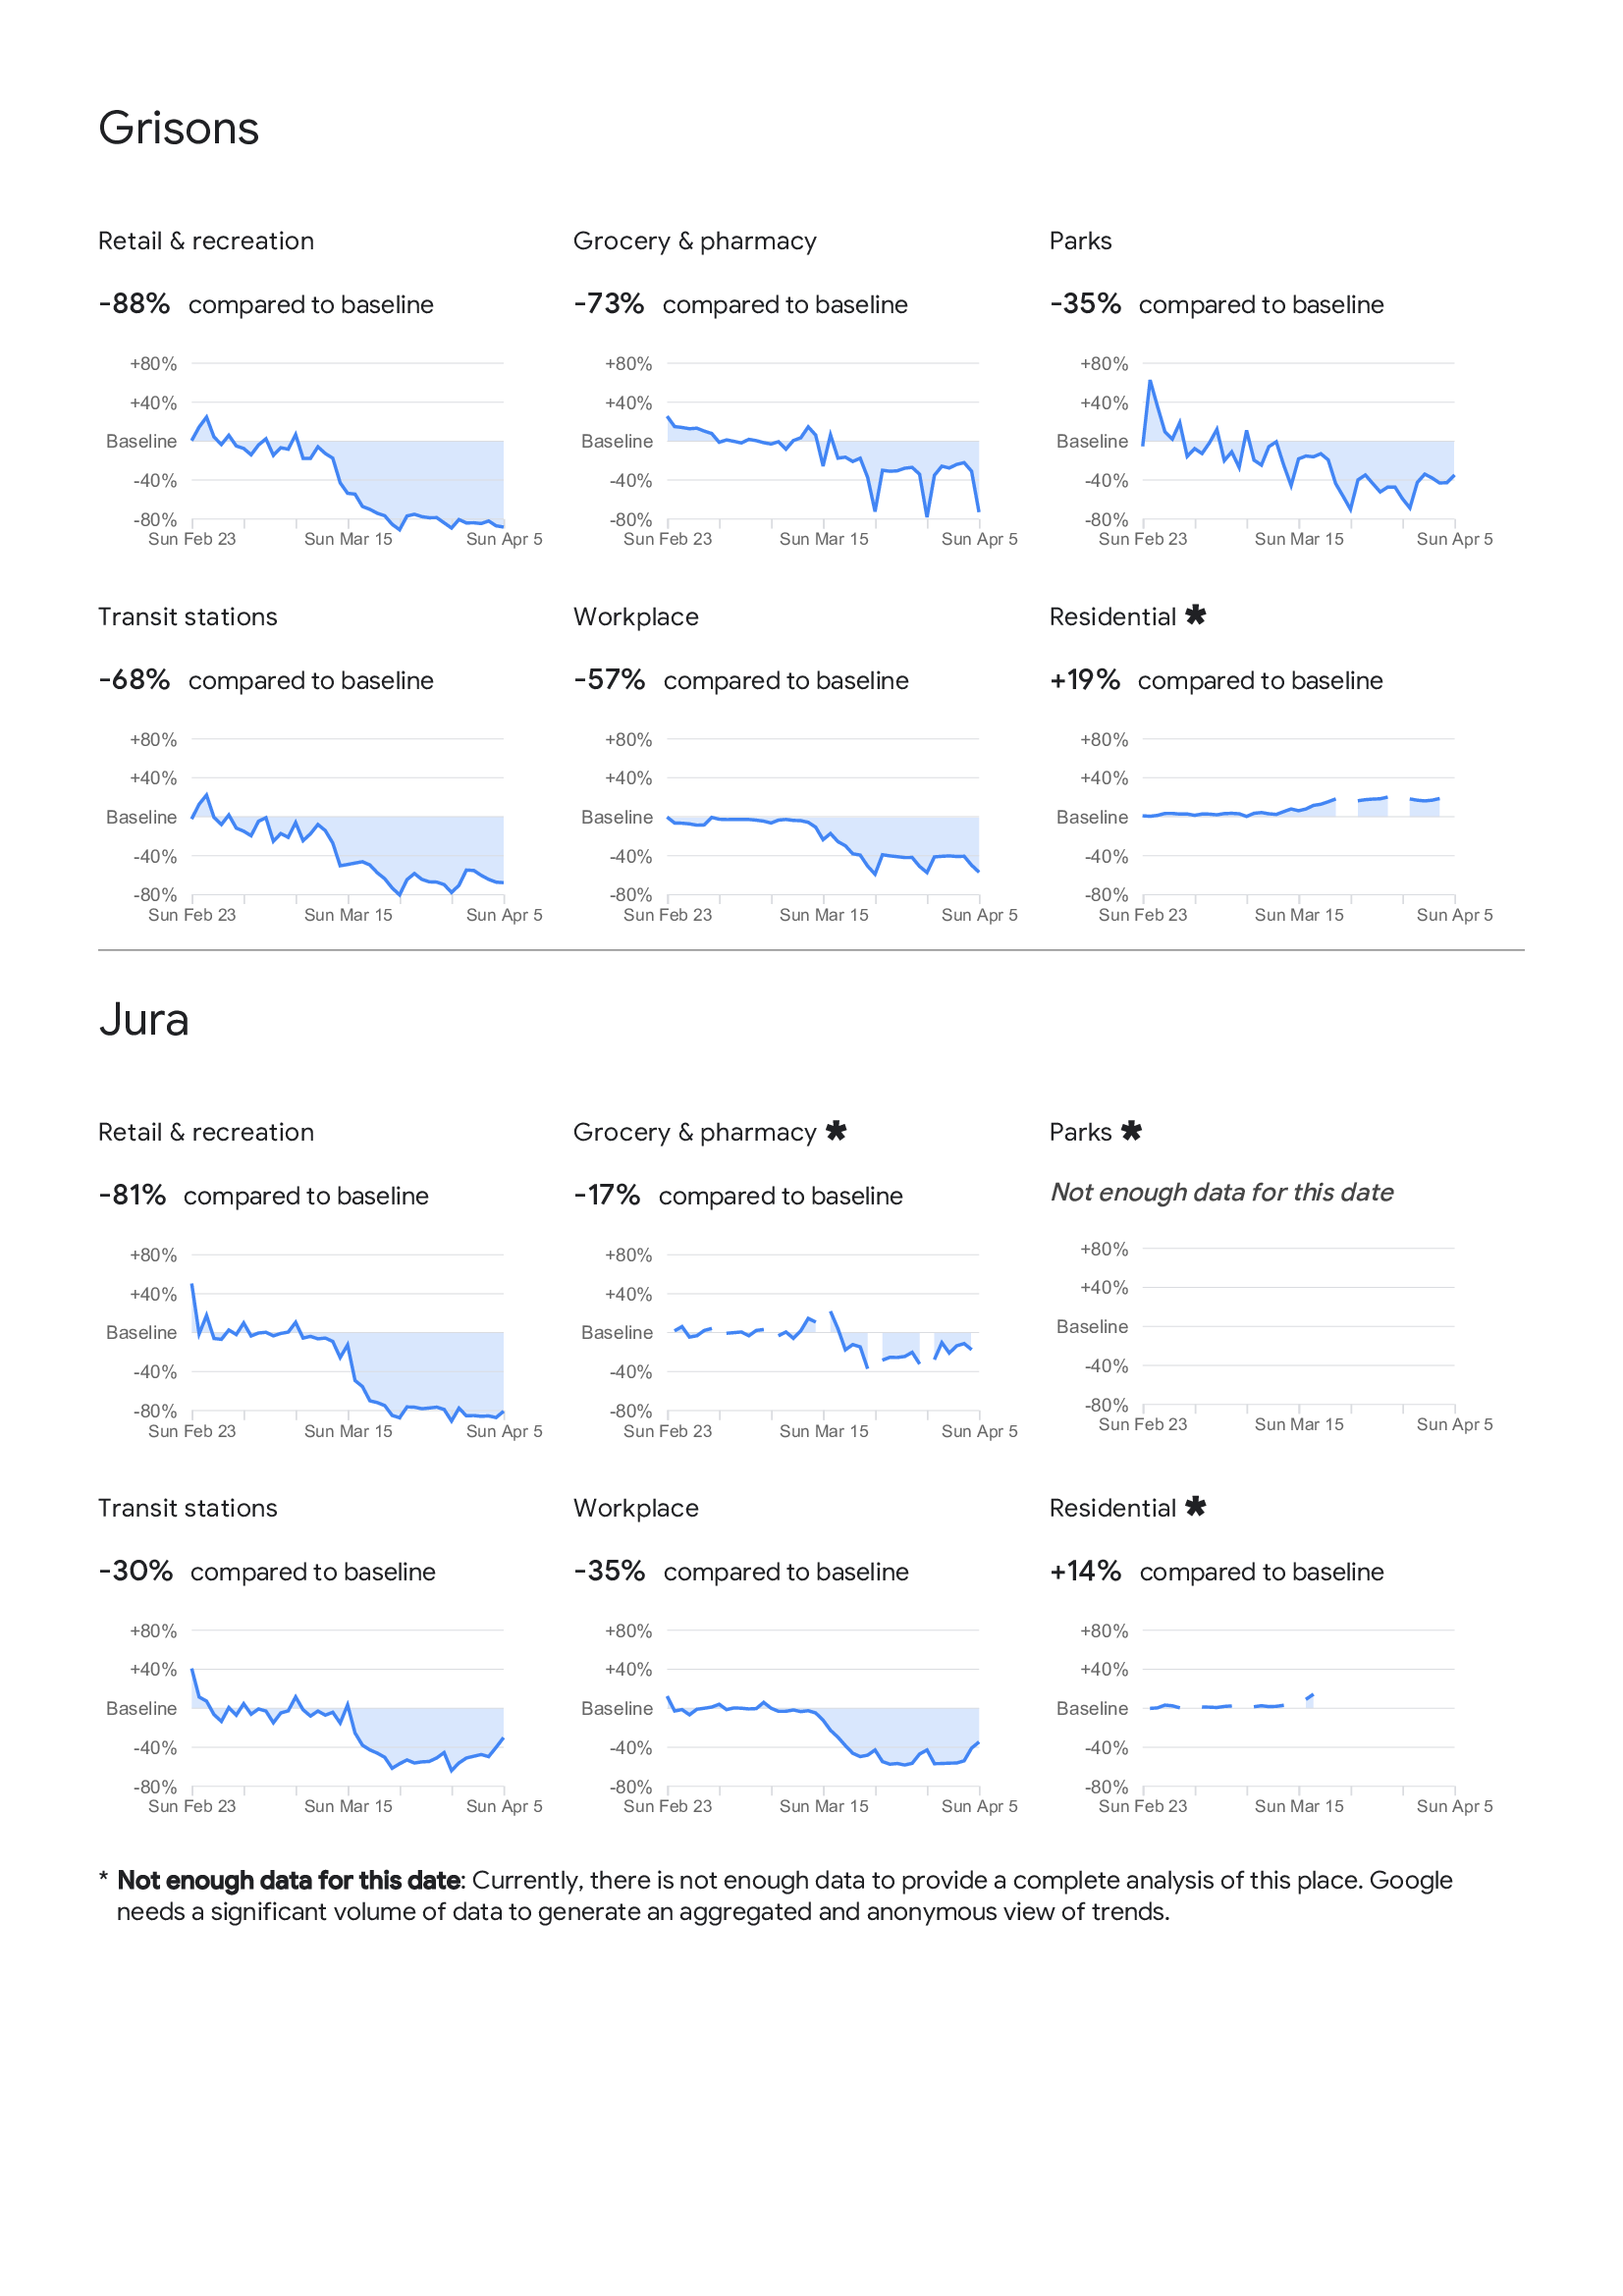 Grisons
Retail & recreation
-88% compared to baseline
+80%
+40%
Baseline
-40%
-80%
Sun Feb 23 Sun Mar 15 Sun Apr 5
Grocery & pharmacy
-73% compared to baseline
+80%
+40%
Baseline
-40%
-80%
Sun Feb 23 Sun Mar 15 Sun Apr 5
Parks
-35% compared to baseline
+80%
+40%
Baseline
-40%
-80%
Sun Feb 23 Sun Mar 15 Sun Apr 5
Transit stations
-68% compared to baseline
+80%
+40%
Baseline
-40%
-80%
Sun Feb 23 Sun Mar 15 Sun Apr 5
Workplace
-57% compared to baseline
+80%
+40%
Baseline
-40%
-80%
Sun Feb 23 Sun Mar 15 Sun Apr 5
Residential *
+19% compared to baseline
+80%
+40%
Baseline
-40%
-80%
Sun Feb 23 Sun Mar 15 Sun Apr 5
Jura
Retail & recreation
-81% compared to baseline
+80%
+40%
Baseline
-40%
-80%
Sun Feb 23 Sun Mar 15 Sun Apr 5
Grocery & pharmacy *
-17% compared to baseline
+80%
+40%
Baseline
-40%
-80%
Sun Feb 23 Sun Mar 15 Sun Apr 5
Parks *
Not enough data for this date
+80%
+40%
Baseline
-40%
-80%
Sun Feb 23 Sun Mar 15 Sun Apr 5
Transit stations
-30% compared to baseline
+80%
+40%
Baseline
-40%
-80%
Sun Feb 23 Sun Mar 15 Sun Apr 5
Workplace
-35% compared to baseline
+80%
+40%
Baseline
-40%
-80%
Sun Feb 23 Sun Mar 15 Sun Apr 5
Residential *
+14% compared to baseline
+80%
+40%
Baseline
-40%
-80%
Sun Feb 23 Sun Mar 15 Sun Apr 5
* Not enough data for this date: Currently, there is not enough data to provide a complete analysis of this place. Google
needs a significant volume of data to generate an aggregated and anonymous view of trends.